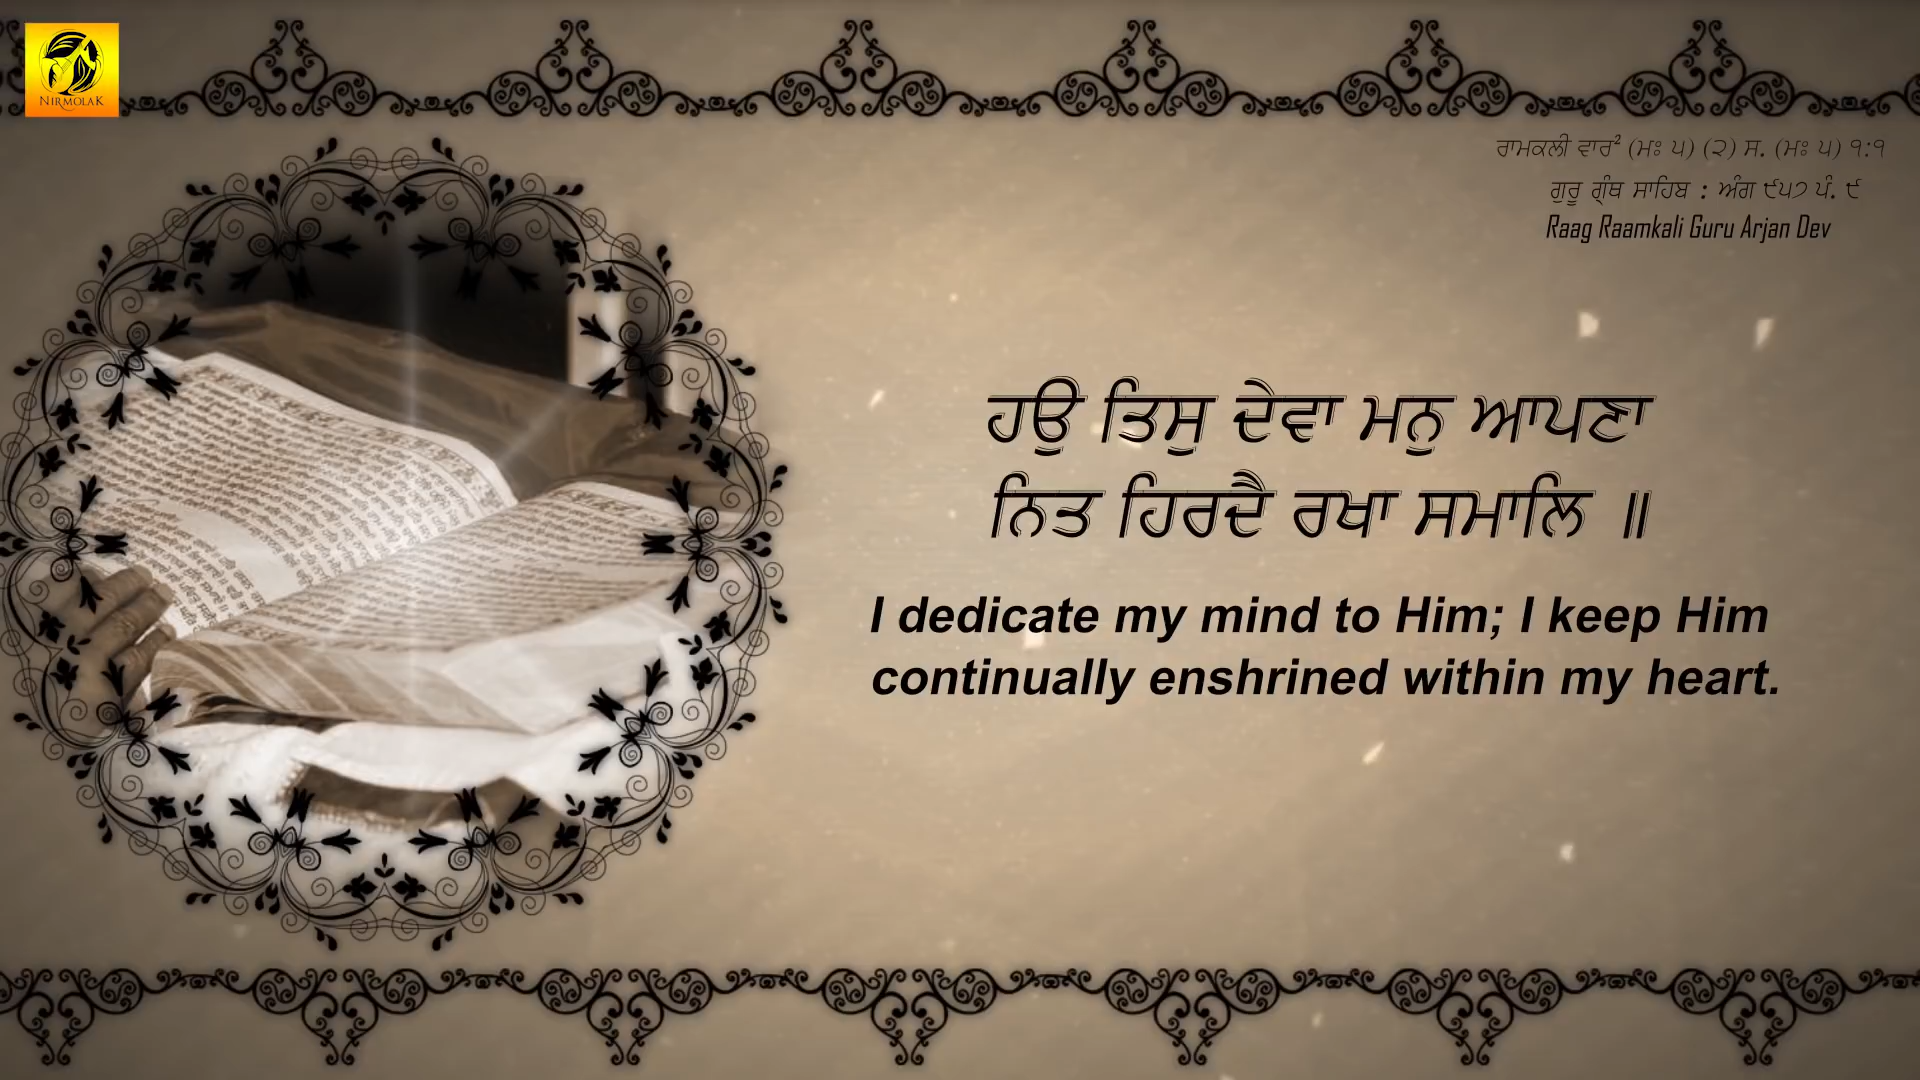 NIRMOLAK
ਰਾਮਕਲੀ ਵਾਰ² (ਮਃ ੫) (੨) ਸ. (ਮਃ ੫) ੧:੧
ਗੁਰੂ ਗ੍ਰੰਥ ਸਾਹਿਬ : ਅੰਗ ੯੫੭ ਪੰ. ੯
Raag Raamkali Guru Arjan Dev
ਹਉ ਤਿਸੁ ਦੇਵਾ ਮਨੁ ਆਪਣਾ
ਨਿਤ ਹਿਰਦੈ ਰਖਾ ਸਮਾਲਿ ॥
I dedicate my mind to Him; I keep Him
continually enshrined within my heart.